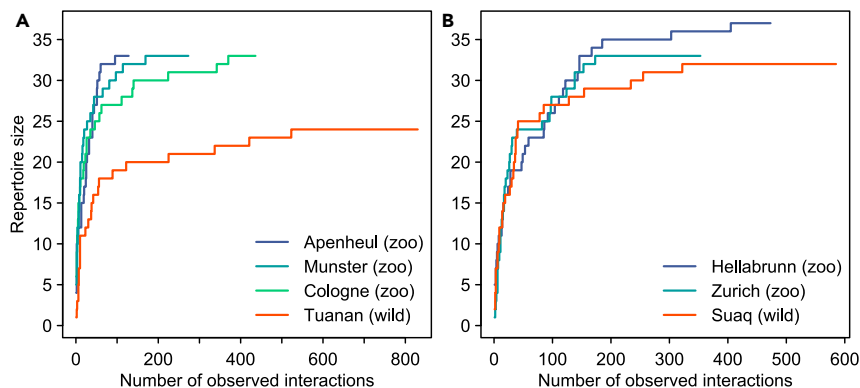 A
B
Repertoire size
35
30
25
20
15
10
5
0
Apenheul (zoo)
Munster (zoo)
Cologne (zoo)
Tuanan (wild)
0 200 400 600 800
Number of observed interactions
35
30
25
20
15
10
5
0
Hellabrunn (zoo)
Zurich (zoo)
Suaq (wild)
0 100 200 300 400 500 600
Number of observed interactions